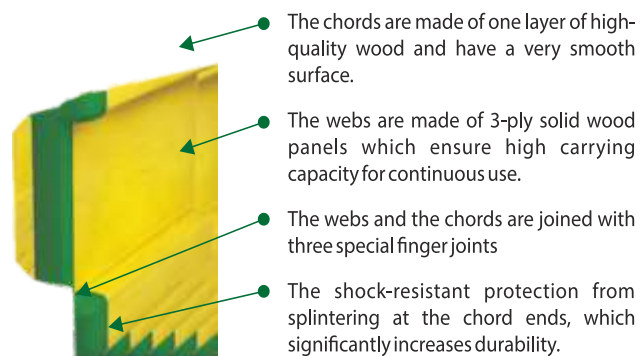 The chords are made of one layer of high-
quality wood and have a very smooth
surface.
The webs are made of 3-ply solid wood
panels which ensure high carrying
capacity for continuous use.
The webs and the chords are joined with
three special finger joints
The shock-resistant protection from
splintering at the chord ends, which
significantly increases durability.